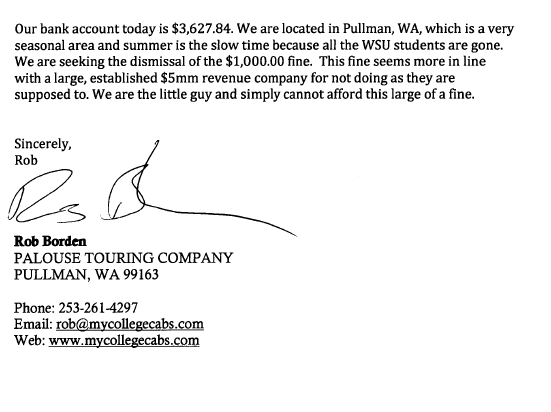 Our bank account today is $3,627.84. We are located in Pullman, WA, which is a very
seasonal area and summer is the slow time because all the WSU students are gone.
We are seeking the dismissal of the $1,000.00 fine.  This fine seems more in line
with a large, established $5mm revenue company for not doing as they are
supposed to. We are the little guy and simply cannot afford this large of a fine.
Sincerely,
Rob
Rob Borden
PALOUSE TOURING COMPANY
PULLMAN, WA 99163
Phone: 253-261-4297
Email: rob@mycollegecabs.com
Web: www.mycollegecabs.com